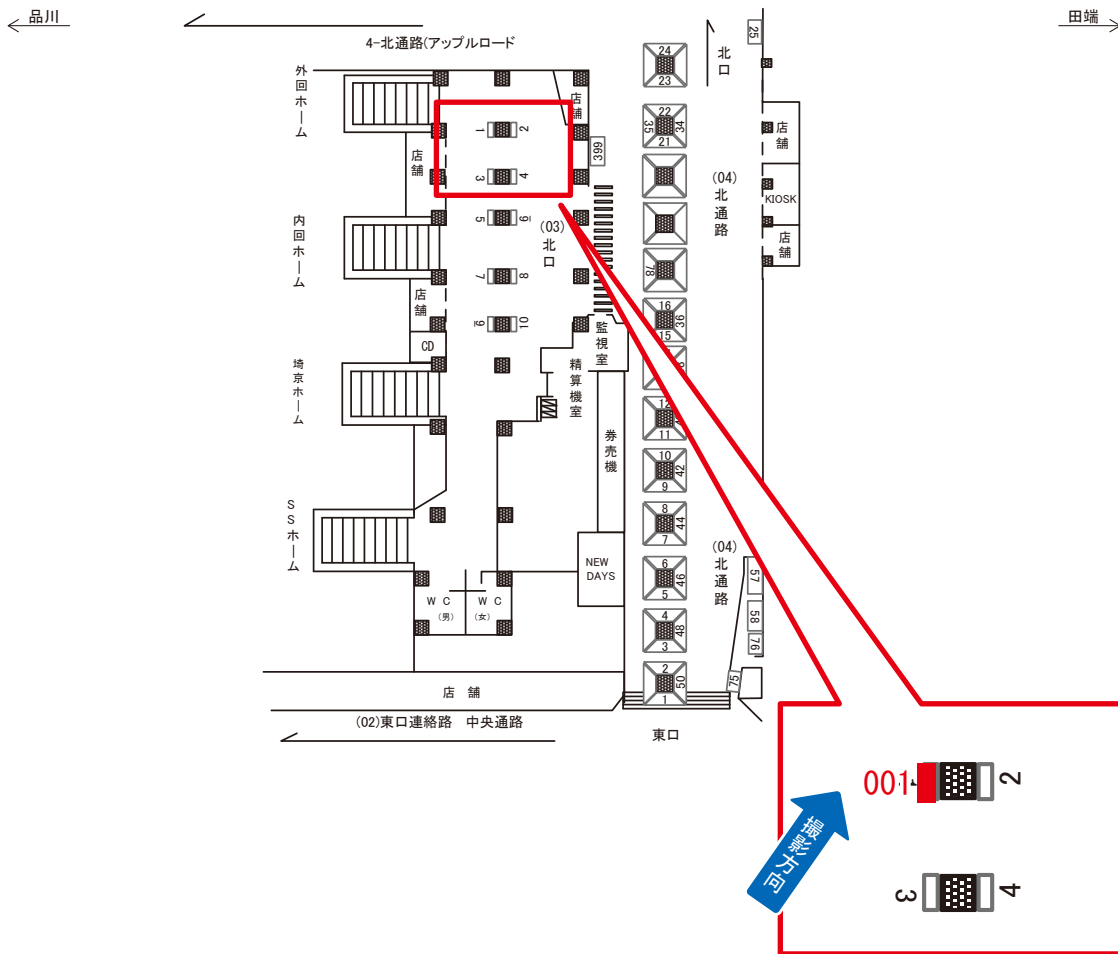 品川
田端
4-北通路(アップルロード
北口
25
24
23
外回ホーム
店舗
1
2
399
22
35
34
21
店舗
店舗
3
4
(04)
北通路
KIOSK
5
6
(03)
北口
店舗
内回ホーム
7
8
78
店舗
9
10
16
36
15
監視室
CD
精算機室
埼京ホーム
12
11
券売機
10
42
9
SSホーム
8
44
7
(04)
北通路
NEW
DAYS
6
46
5
57
WC
(男)
WC
(女)
4
48
3
58
76
2
50
1
75
店 舗
(02)東口連絡路 中央通路
東口
001
2
撮影方向
3
4